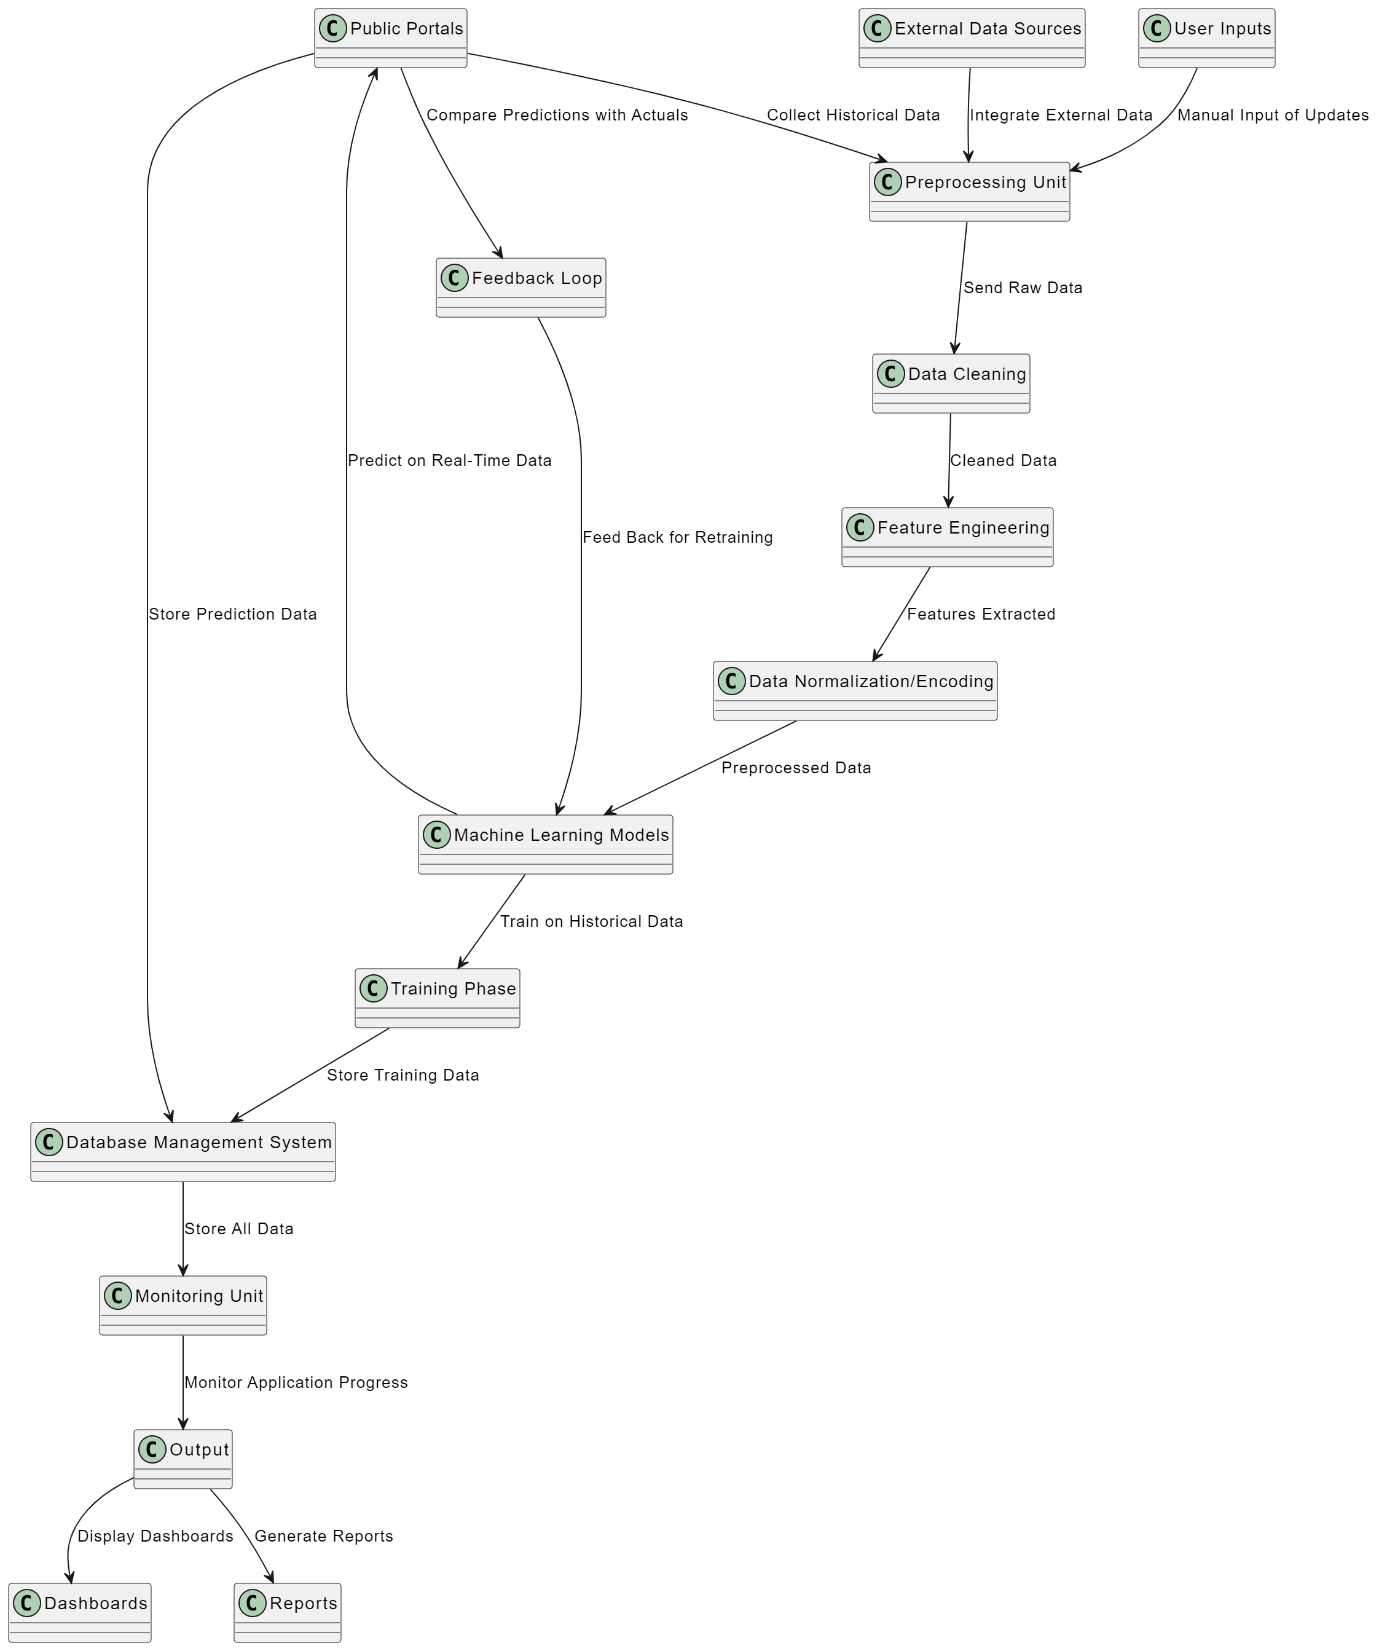 C Public Portals
C External Data Sources
C User Inputs
Compare Predictions with Actuals
Collect Historical Data
Integrate External Data
Manual Input of Updates
C Preprocessing Unit
C Feedback Loop
Send Raw Data
C Data Cleaning
Predict on Real-Time Data
Cleaned Data
C Feature Engineering
Feed Back for Retraining
Store Prediction Data
Features Extracted
C Data Normalization/Encoding
Preprocessed Data
C Machine Learning Models
Train on Historical Data
C Training Phase
Store Training Data
C Database Management System
Store All Data
C Monitoring Unit
Monitor Application Progress
C Output
Display Dashboards
Generate Reports
C Dashboards
C Reports